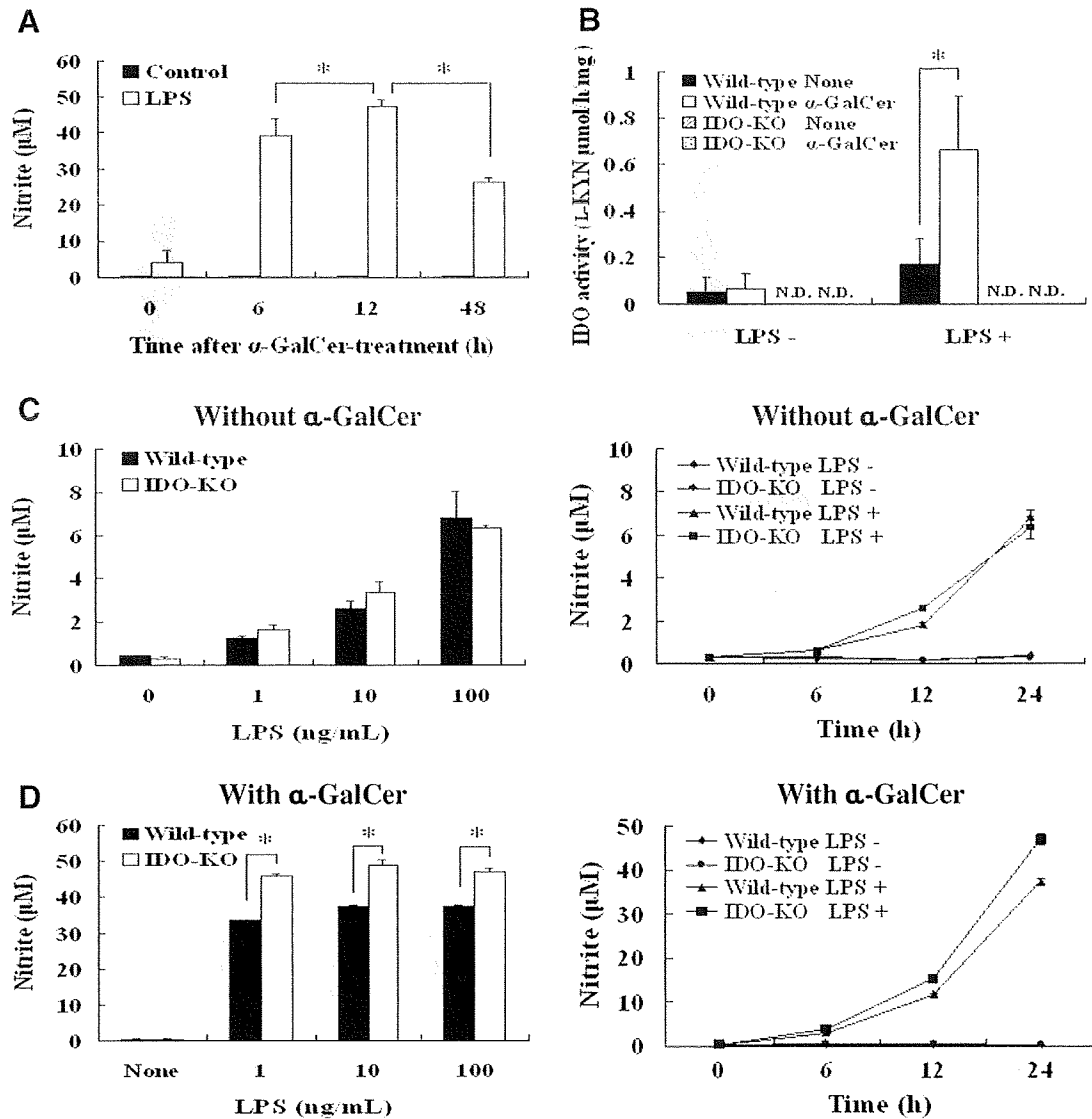 A
Nitrite (μM)
60
50
40
30
20
10
0
Control
LPS
*
*
0 6 12 48
Time after α-GalCer-treatment (h)
B
IDO activity (L-KYN μmol/h/mg)
1
0.8
0.6
0.4
0.2
0
Wild-type None
Wild-type α-GalCer
IDO-KO None
IDO-KO α-GalCer
*
N.D. N.D.
N.D. N.D.
LPS - LPS +
C
Without α-GalCer
Nitrite (μM)
10
8
6
4
2
0
Wild-type
IDO-KO
0 1 10 100
LPS (ng/mL)
Without α-GalCer
Nitrite (μM)
10
8
6
4
2
0
Wild-type LPS -
IDO-KO LPS -
Wild-type LPS +
IDO-KO LPS +
0 6 12 24
Time (h)
D
With α-GalCer
Nitrite (μM)
60
50
40
30
20
10
0
Wild-type
IDO-KO
*
*
*
None 1 10 100
LPS (ng/mL)
With α-GalCer
Nitrite (μM)
50
40
30
20
10
0
Wild-type LPS -
IDO-KO LPS -
Wild-type LPS +
IDO-KO LPS +
0 6 12 24
Time (h)